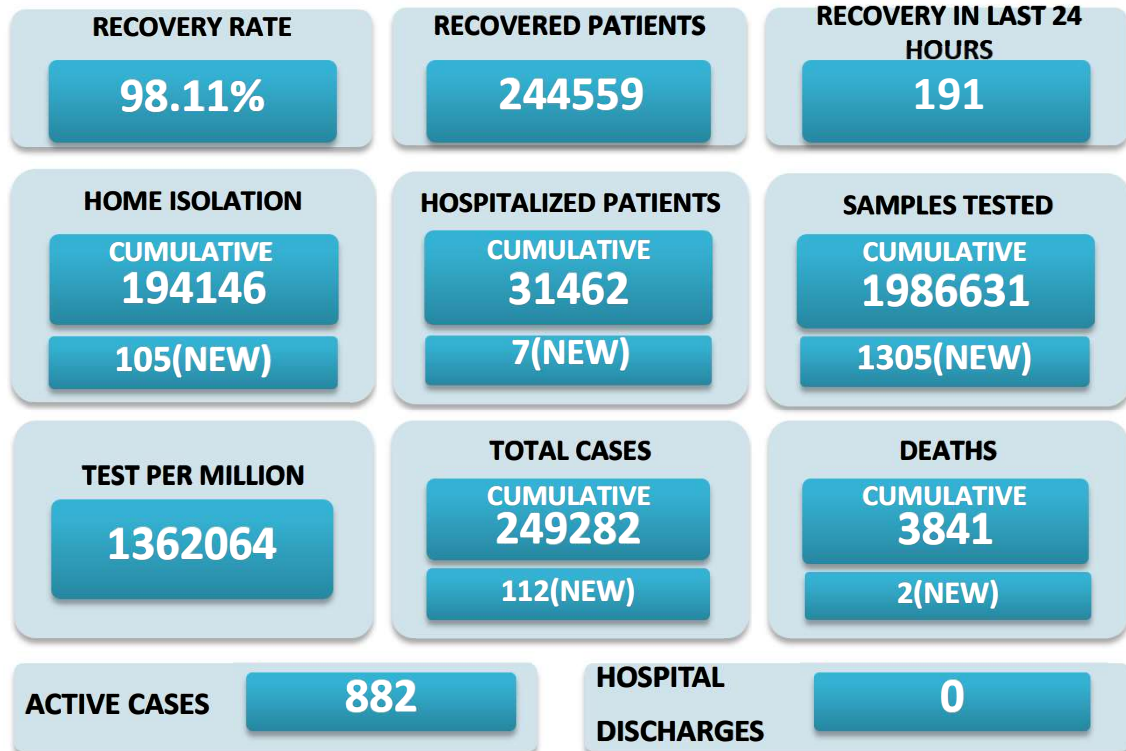 RECOVERY RATE
98.11%
RECOVERED PATIENTS
244559
RECOVERY IN LAST 24
HOURS
191
HOME ISOLATION
CUMULATIVE
194146
105(NEW)
HOSPITALIZED PATIENTS
CUMULATIVE
31462
7(NEW)
SAMPLES TESTED
CUMULATIVE
1986631
1305(NEW)
TEST PER MILLION
1362064
TOTAL CASES
CUMULATIVE
249282
112(NEW)
DEATHS
CUMULATIVE
3841
2(NEW)
ACTIVE CASES
882
HOSPITAL
DISCHARGES
0